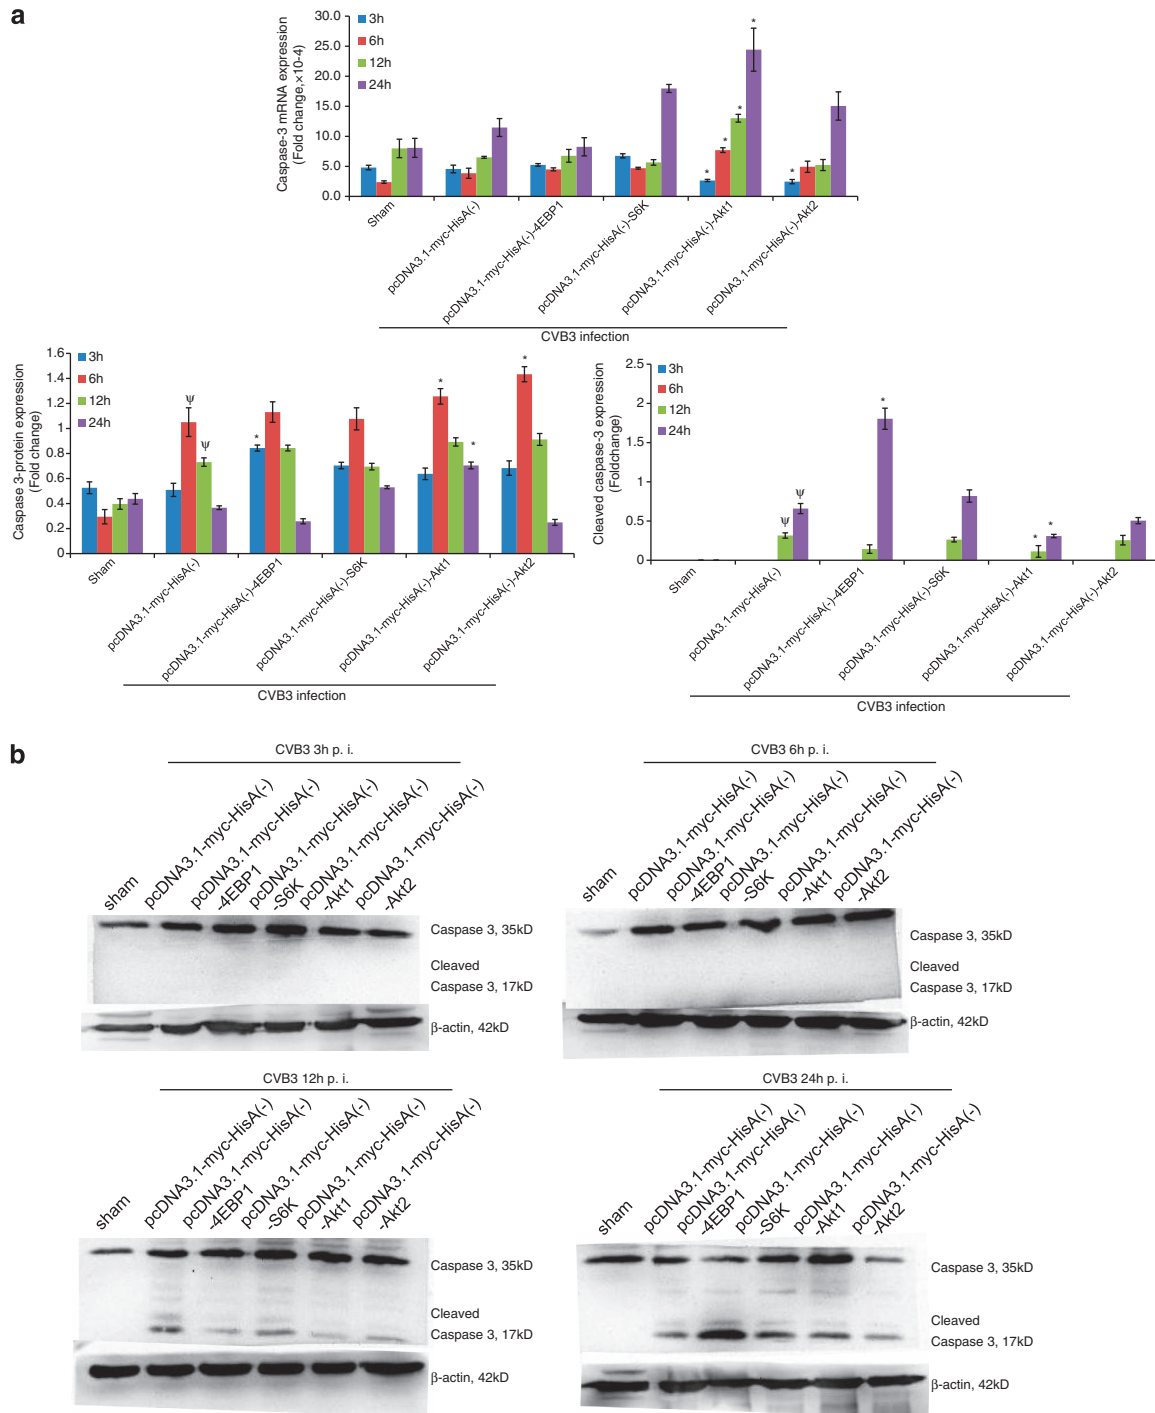 a
Caspase-3 mRNA expression
(Fold change,×10-4)
30.0
25.0
20.0
15.0
10.0
5.0
0.0
3h
6h
12h
24h
*
*
*
*
*
Sham
pcDNA3.1-myc-HisA(-)
pcDNA3.1-myc-HisA(-)-4EBP1
pcDNA3.1-myc-HisA(-)-S6K
pcDNA3.1-myc-HisA(-)-Akt1
pcDNA3.1-myc-HisA(-)-Akt2
CVB3 infection
Caspase 3-protein expression
(Fold change)
1.6
1.4
1.2
1
0.8
0.6
0.4
0.2
0
3h
6h
12h
24h
ψ
ψ
*
*
*
*
Sham
pcDNA3.1-myc-HisA(-)
pcDNA3.1-myc-HisA(-)-4EBP1
pcDNA3.1-myc-HisA(-)-S6K
pcDNA3.1-myc-HisA(-)-Akt1
pcDNA3.1-myc-HisA(-)-Akt2
CVB3 infection
Cleaved caspase-3 expression
(Foldchange)
2.5
2
1.5
1
0.5
0
3h
6h
12h
24h
ψ
ψ
*
*
*
Sham
pcDNA3.1-myc-HisA(-)
pcDNA3.1-myc-HisA(-)-4EBP1
pcDNA3.1-myc-HisA(-)-S6K
pcDNA3.1-myc-HisA(-)-Akt1
pcDNA3.1-myc-HisA(-)-Akt2
CVB3 infection
b
CVB3 3h p. i.
sham
pcDNA3.1-myc-HisA(-)
pcDNA3.1-myc-HisA(-)
-4EBP1
pcDNA3.1-myc-HisA(-)
-S6K
pcDNA3.1-myc-HisA(-)
-Akt1
pcDNA3.1-myc-HisA(-)
-Akt2
Caspase 3, 35kD
Cleaved
Caspase 3, 17kD
β-actin, 42kD
CVB3 6h p. i.
sham
pcDNA3.1-myc-HisA(-)
pcDNA3.1-myc-HisA(-)
-4EBP1
pcDNA3.1-myc-HisA(-)
-S6K
pcDNA3.1-myc-HisA(-)
-Akt1
pcDNA3.1-myc-HisA(-)
-Akt2
Caspase 3, 35kD
Cleaved
Caspase 3, 17kD
β-actin, 42kD
CVB3 12h p. i.
sham
pcDNA3.1-myc-HisA(-)
pcDNA3.1-myc-HisA(-)
-4EBP1
pcDNA3.1-myc-HisA(-)
-S6K
pcDNA3.1-myc-HisA(-)
-Akt1
pcDNA3.1-myc-HisA(-)
-Akt2
Caspase 3, 35kD
Cleaved
Caspase 3, 17kD
β-actin, 42kD
CVB3 24h p. i.
sham
pcDNA3.1-myc-HisA(-)
pcDNA3.1-myc-HisA(-)
-4EBP1
pcDNA3.1-myc-HisA(-)
-S6K
pcDNA3.1-myc-HisA(-)
-Akt1
pcDNA3.1-myc-HisA(-)
-Akt2
Caspase 3, 35kD
Cleaved
Caspase 3, 17kD
β-actin, 42kD